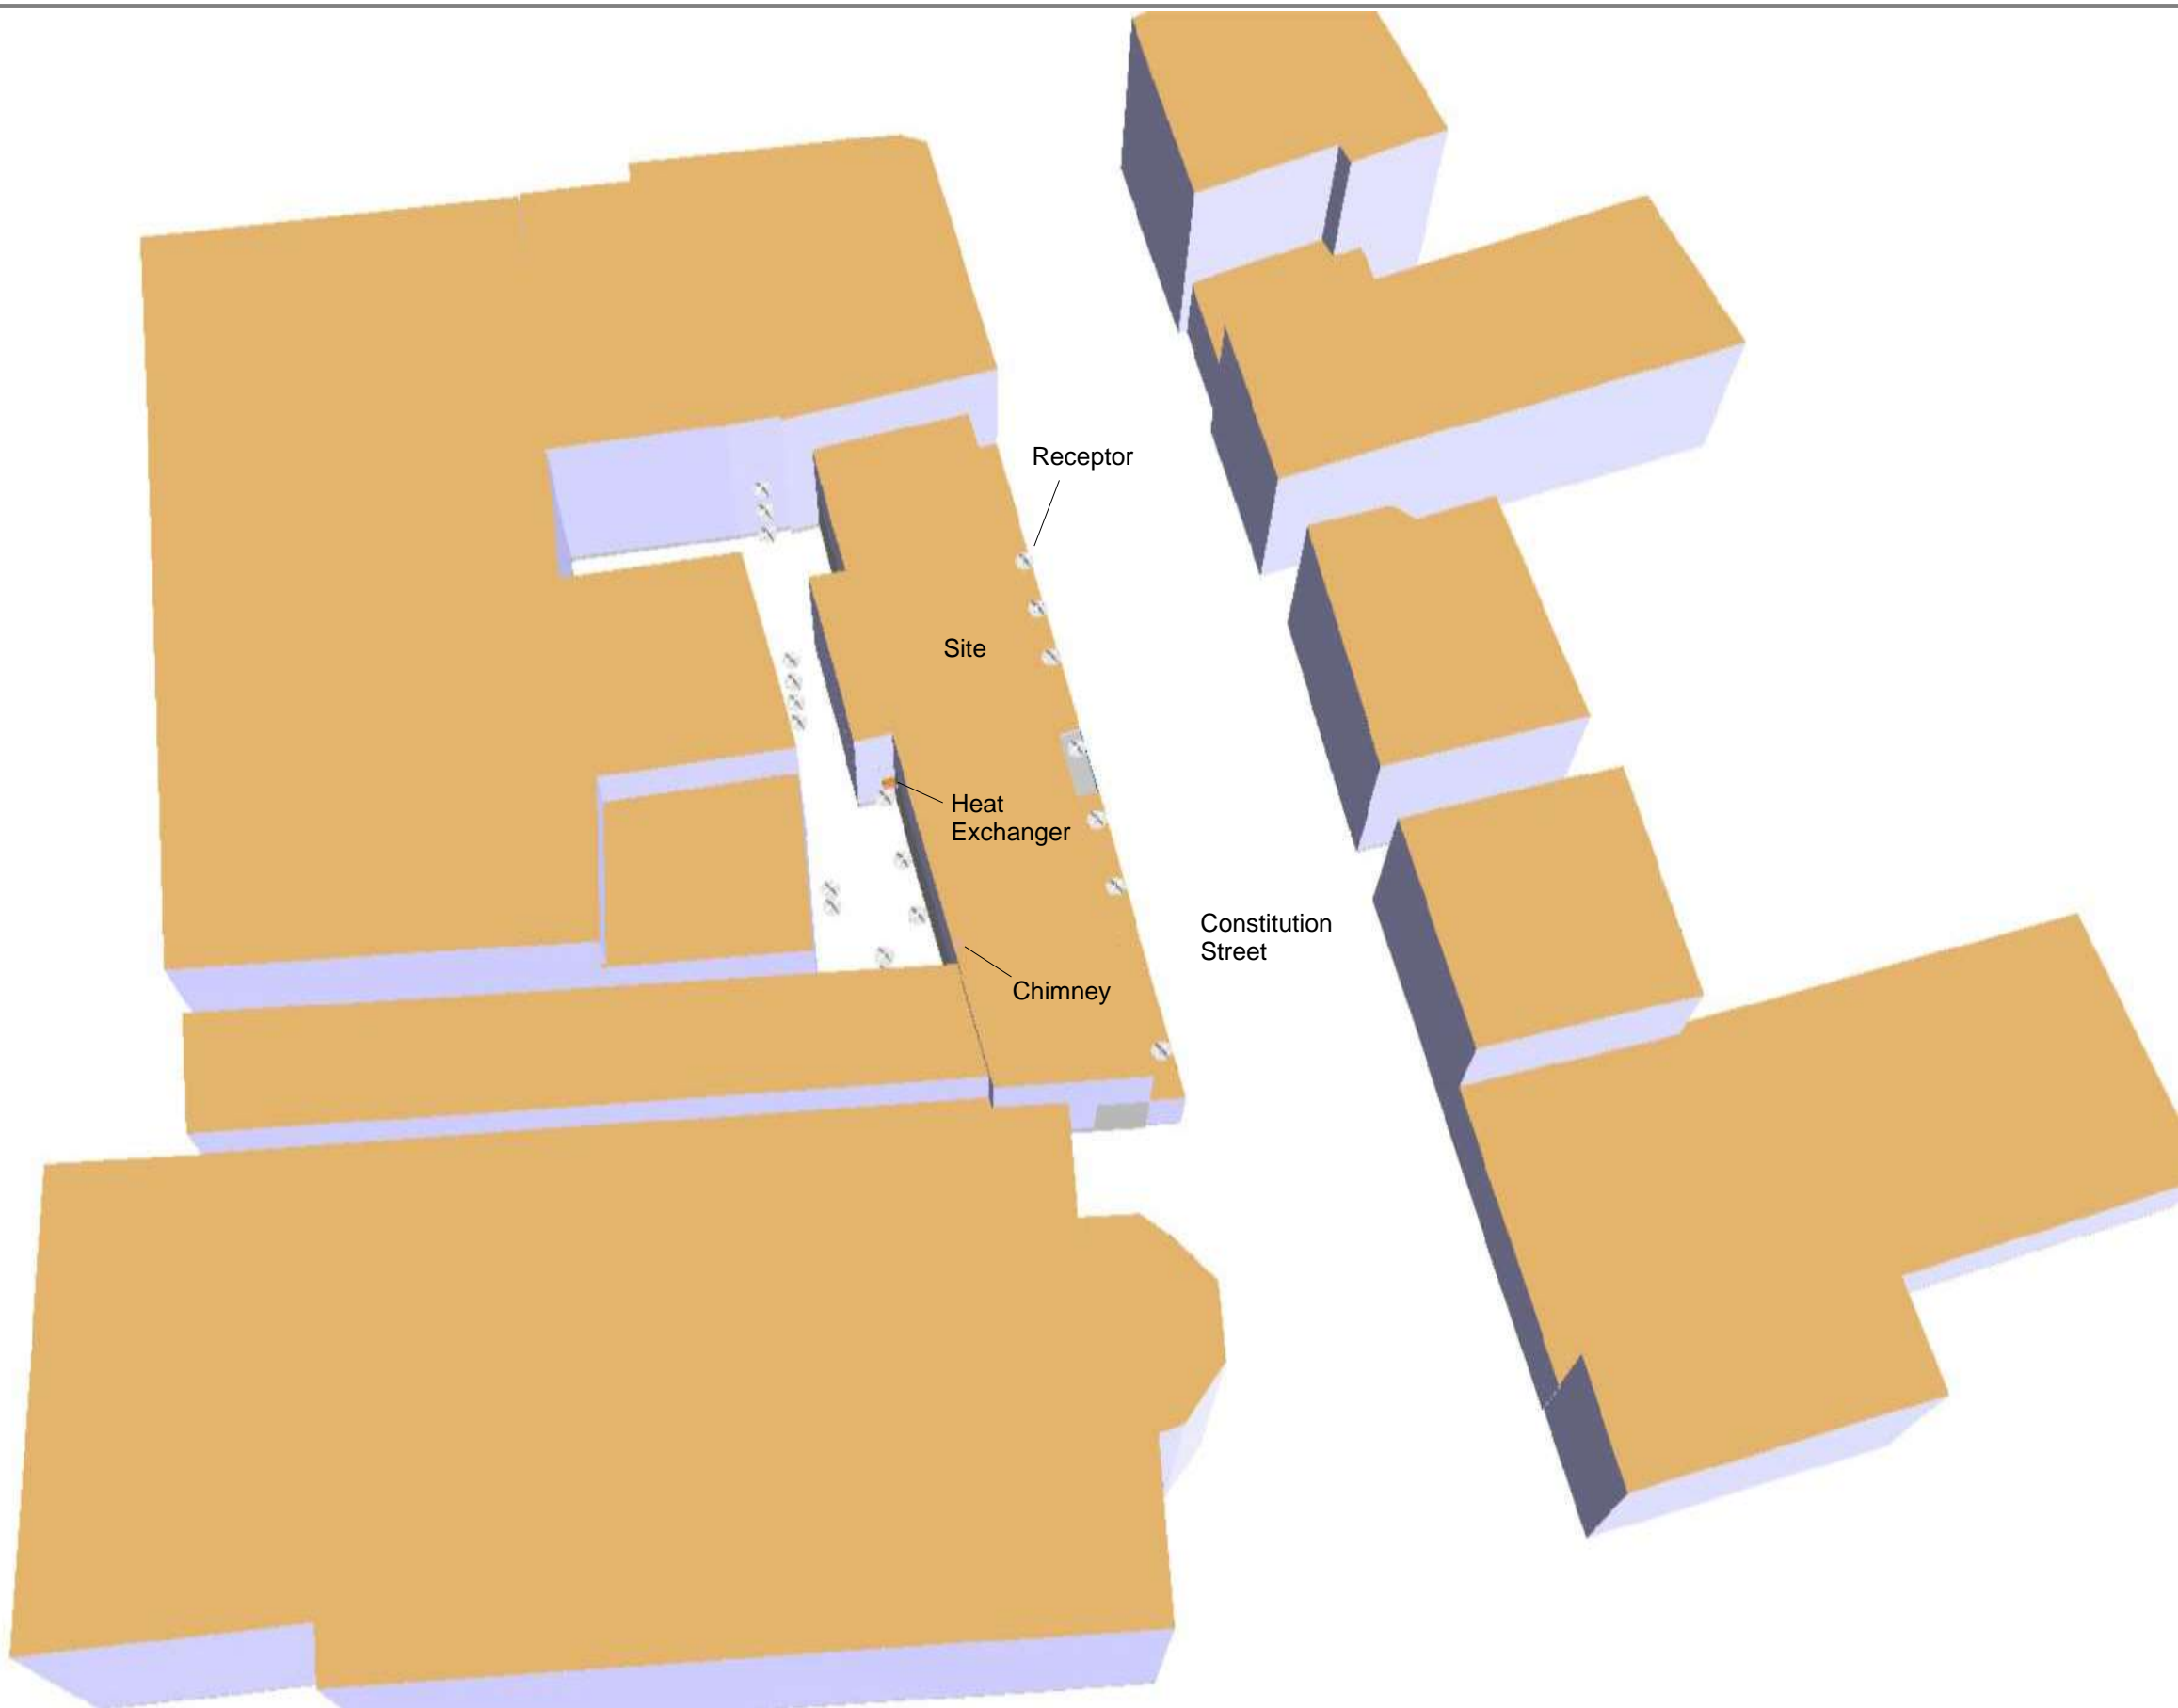 Receptor
Site
Heat
Exchanger
Constitution
Street
Chimney